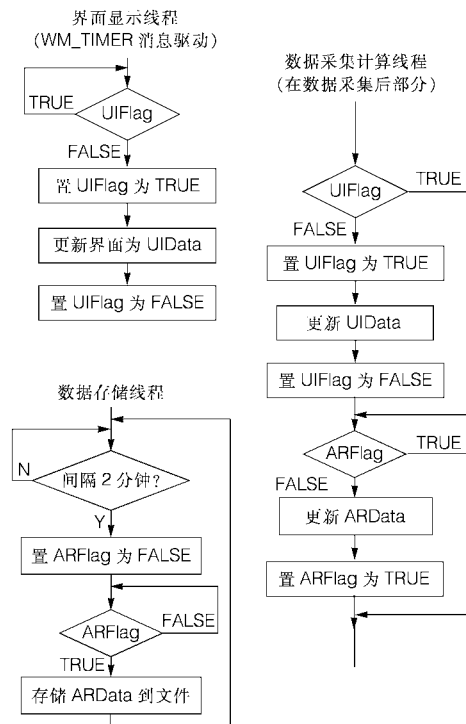 界面显示线程
(WM_TIMER 消息驱动)
TRUE
UIFlag
FALSE
置 UIFlag 为 TRUE
更新界面为 UIData
置 UIFlag 为 FALSE
数据存储线程
N
间隔 2 分钟?
Y
置 ARFlag 为 FALSE
FALSE
ARFlag
TRUE
存储 ARData 到文件
数据采集计算线程
(在数据采集后部分)
UIFlag
TRUE
FALSE
置 UIFlag 为 TRUE
更新 UIData
置 UIFlag 为 FALSE
ARFlag
TRUE
FALSE
更新 ARData
置 ARFlag 为 TRUE